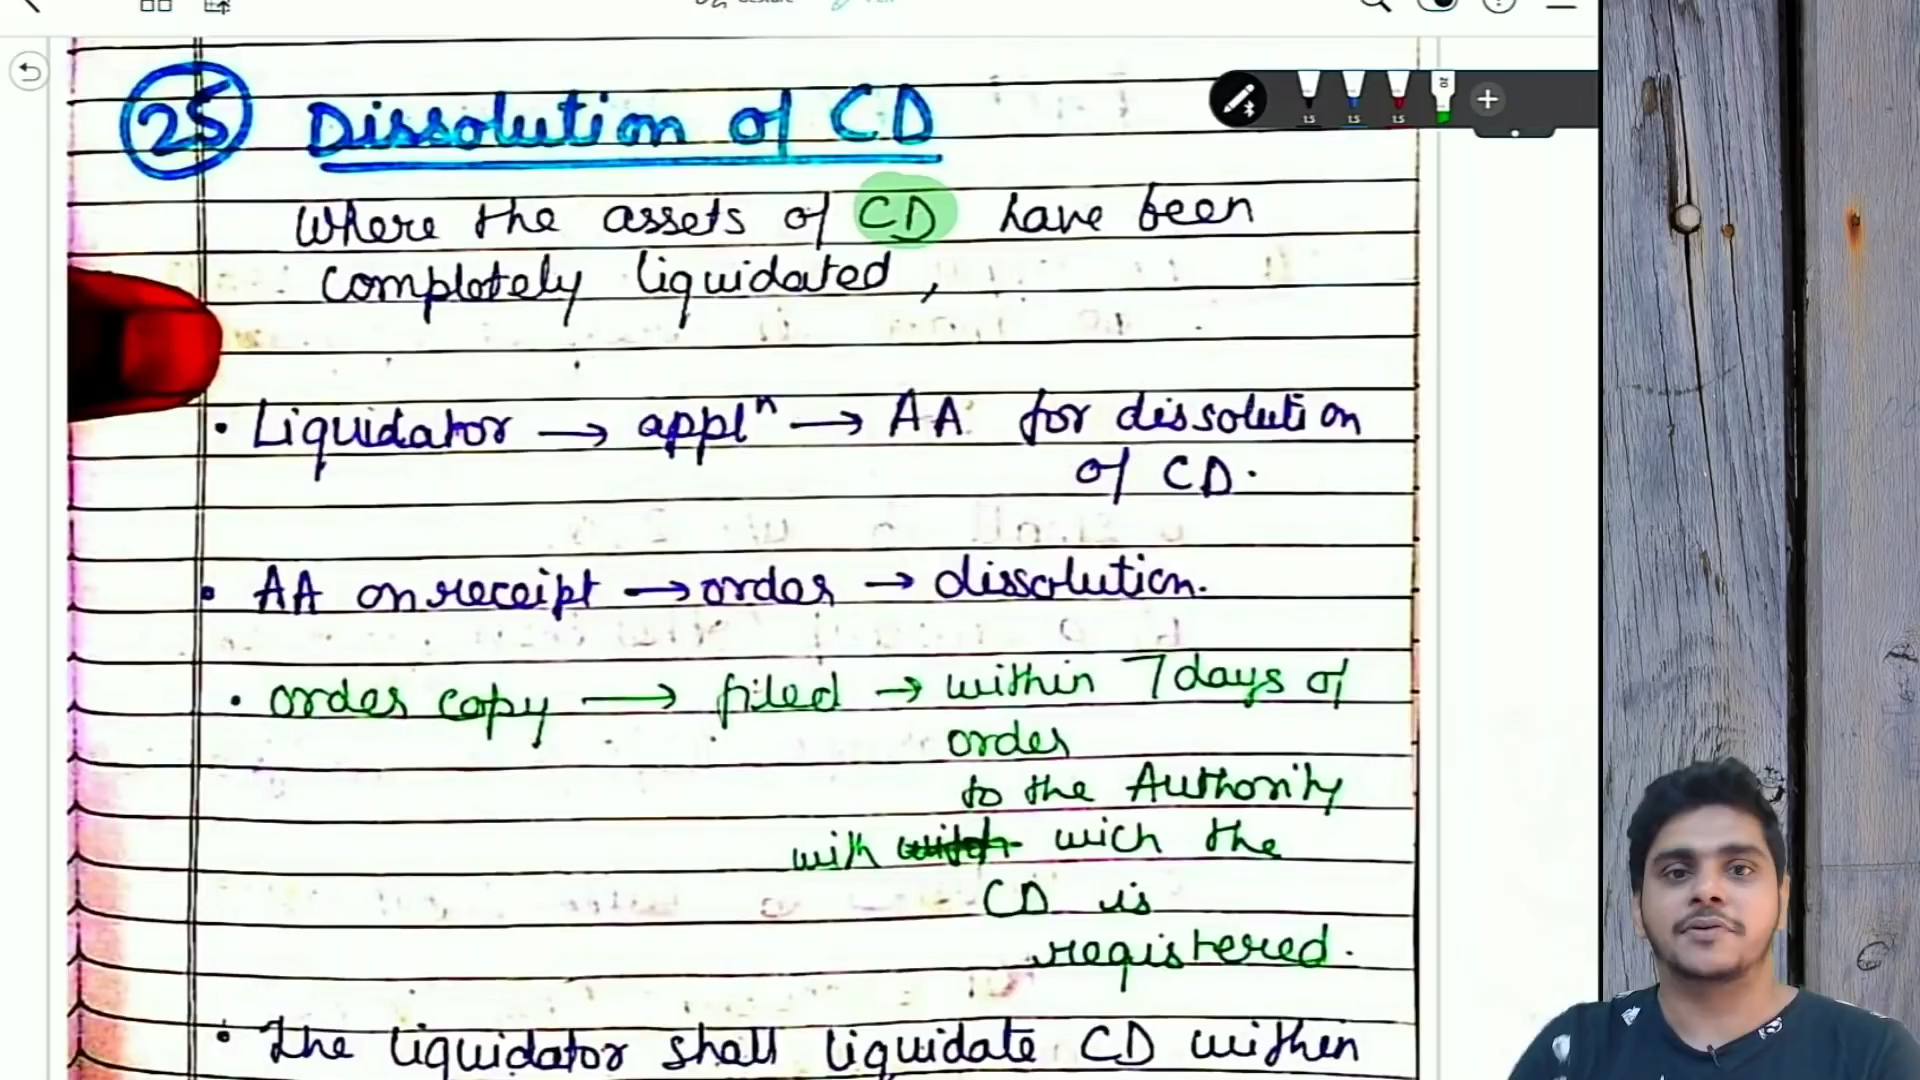 25 Dissolution of CD
Where the assets of CD have been
completely liquidated,
• Liquidator → applⁿ → AA for dissolution
of CD.
• AA on receipt → order → dissolution.
• order copy → filed → within 7 days of
order
to the Authority
with wich the
CD is
registered.
• The liquidator shall liquidate CD within